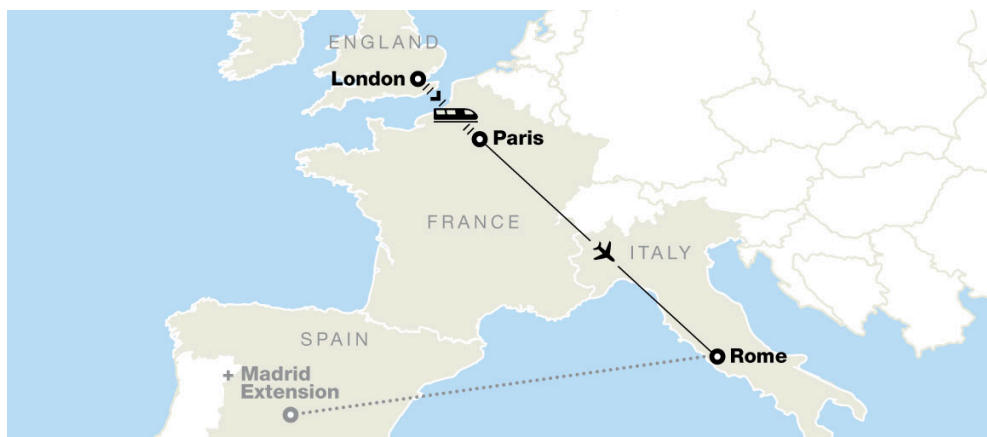 ENGLAND
London
Paris
FRANCE
ITALY
SPAIN
Rome
+ Madrid
Extension